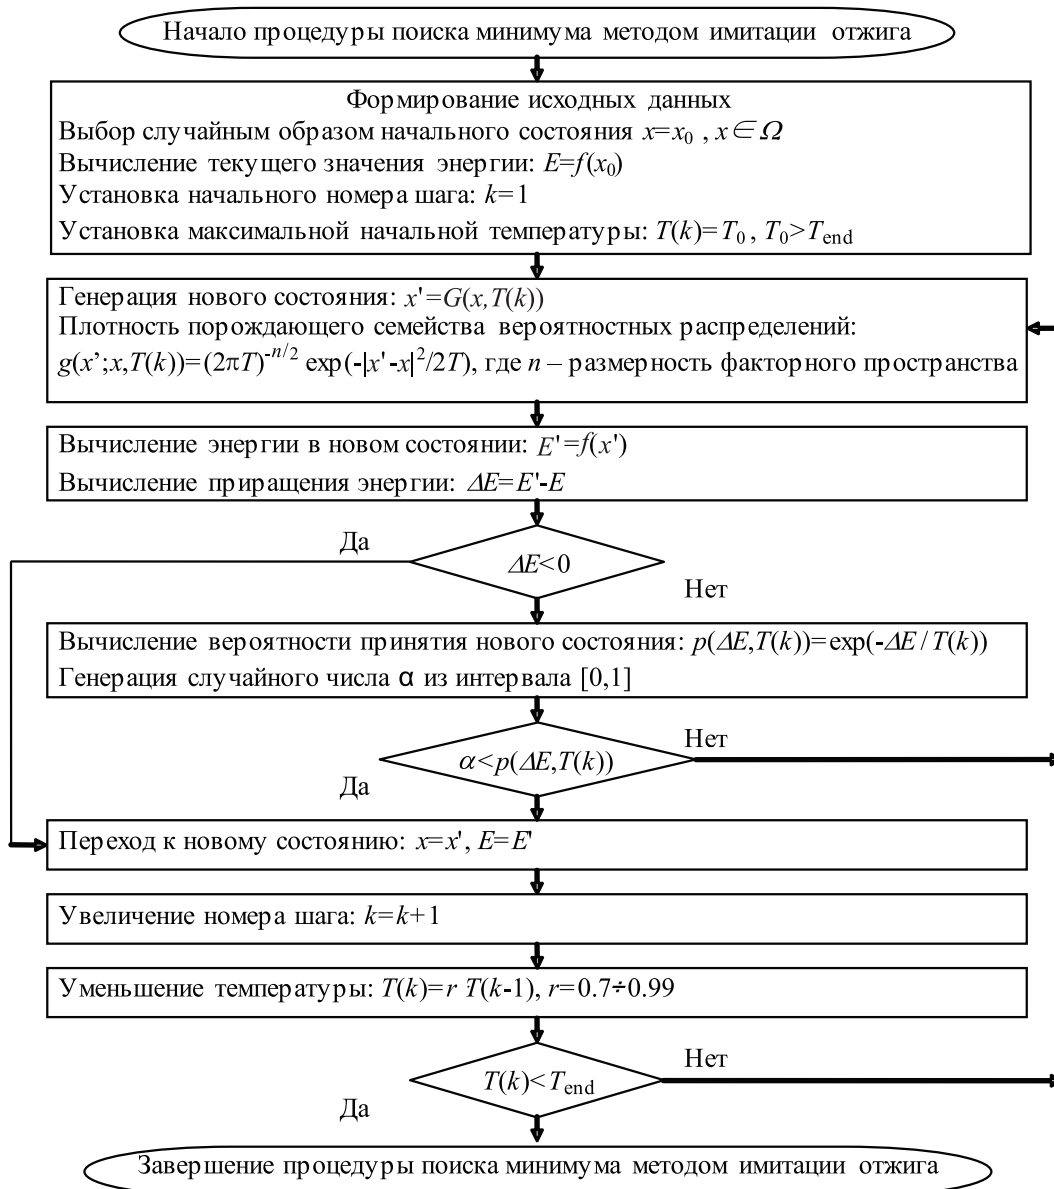 Начало процедуры поиска минимума методом имитации отжига
Формирование исходных данных
Выбор случайным образом начального состояния x=x₀ , x∈Ω
Вычисление текущего значения энергии: E=f(x₀)
Установка начального номера шага: k=1
Установка максимальной начальной температуры: T(k)=T₀ , T₀>Tend
Генерация нового состояния: x'=G(x,T(k))
Плотность порождающего семейства вероятностных распределений:
g(x’;x,T(k))=(2πT)^-n/2 exp(-|x'-x|²/2T), где n – размерность факторного пространства
Вычисление энергии в новом состоянии: E'=f(x')
Вычисление приращения энергии: ΔE=E'-E
Да
ΔE<0
Нет
Вычисление вероятности принятия нового состояния: p(ΔE,T(k))=exp(-ΔE/T(k))
Генерация случайного числа α из интервала [0,1]
Нет
α<p(ΔE,T(k))
Да
Переход к новому состоянию: x=x', E=E'
Увеличение номера шага: k=k+1
Уменьшение температуры: T(k)=r T(k-1), r=0.7÷0.99
Нет
T(k)<Tend
Да
Завершение процедуры поиска минимума методом имитации отжига